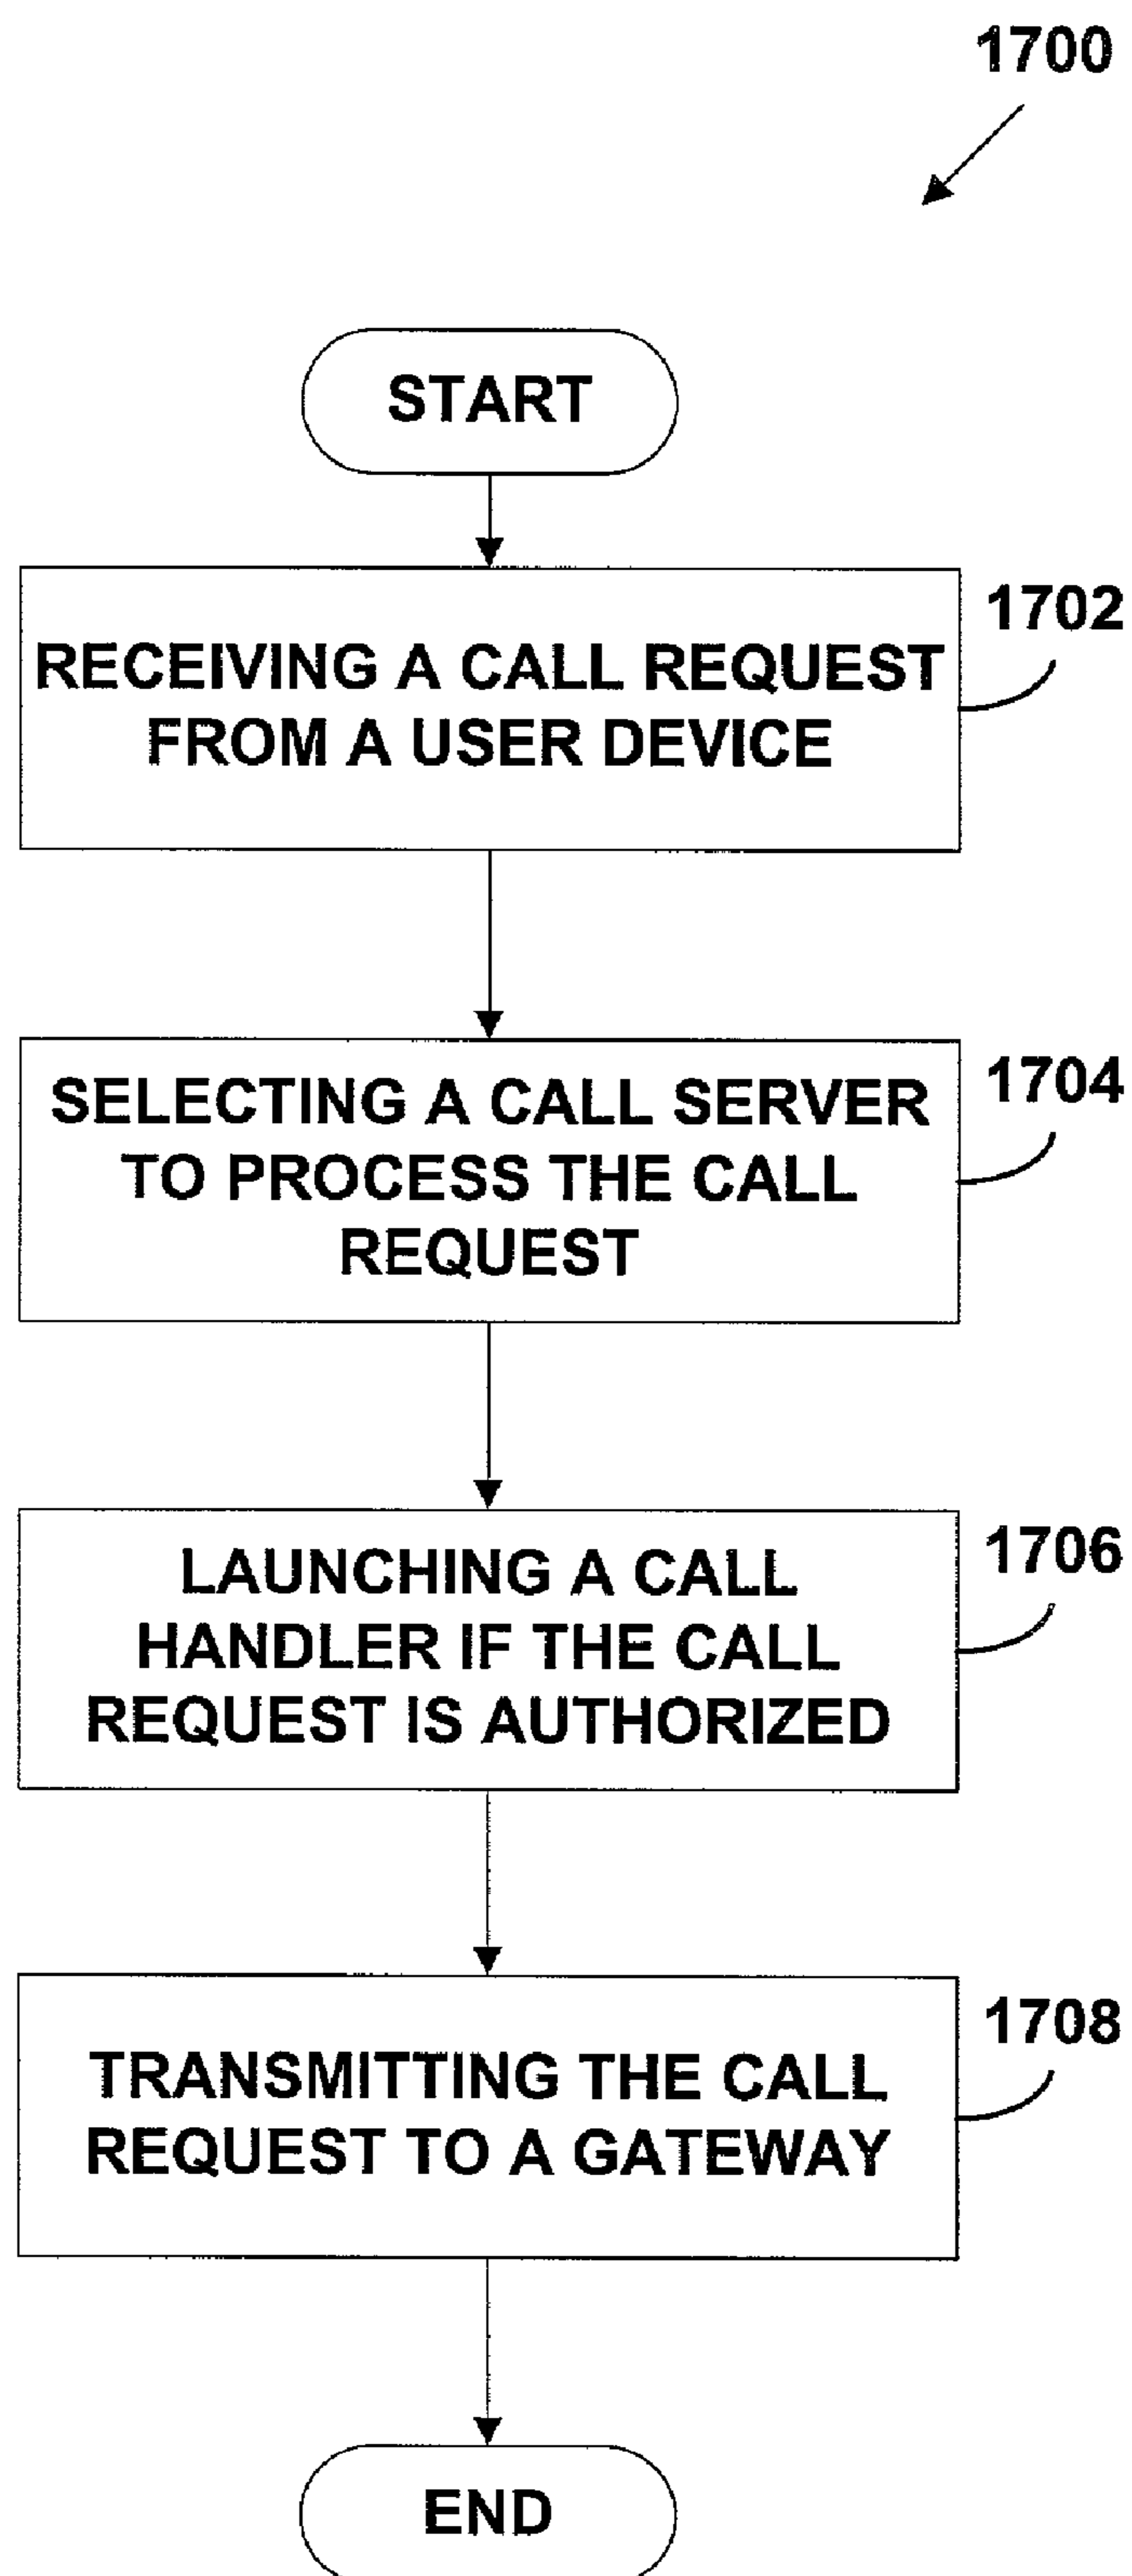 1700
START
1702
RECEIVING A CALL REQUEST
FROM A USER DEVICE
1704
SELECTING A CALL SERVER
TO PROCESS THE CALL
REQUEST
1706
LAUNCHING A CALL
HANDLER IF THE CALL
REQUEST IS AUTHORIZED
1708
TRANSMITTING THE CALL
REQUEST TO A GATEWAY
END